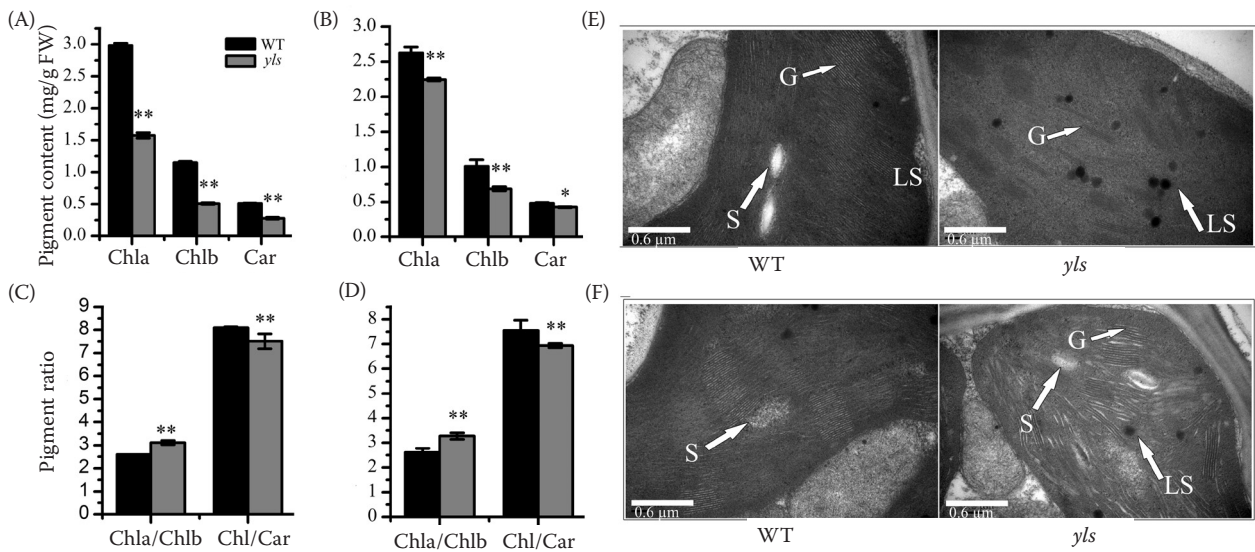 (A)
Pigment content (mg/g FW)
3.0
2.5
2.0
1.5
1.0
0.5
0.0
WT
yls
**
**
**
Chla
Chlb
Car
(B)
3.0
2.5
2.0
1.5
1.0
0.5
0.0
**
**
*
Chla
Chlb
Car
(C)
Pigment ratio
9
8
7
6
5
4
3
2
1
0
**
**
Chla/Chlb
Chl/Car
(D)
8
7
6
5
4
3
2
1
0
**
**
Chla/Chlb
Chl/Car
(E)
G
S
LS
0.6 µm
WT
G
LS
0.6 µm
yls
(F)
S
0.6 µm
WT
G
S
LS
0.6 µm
yls